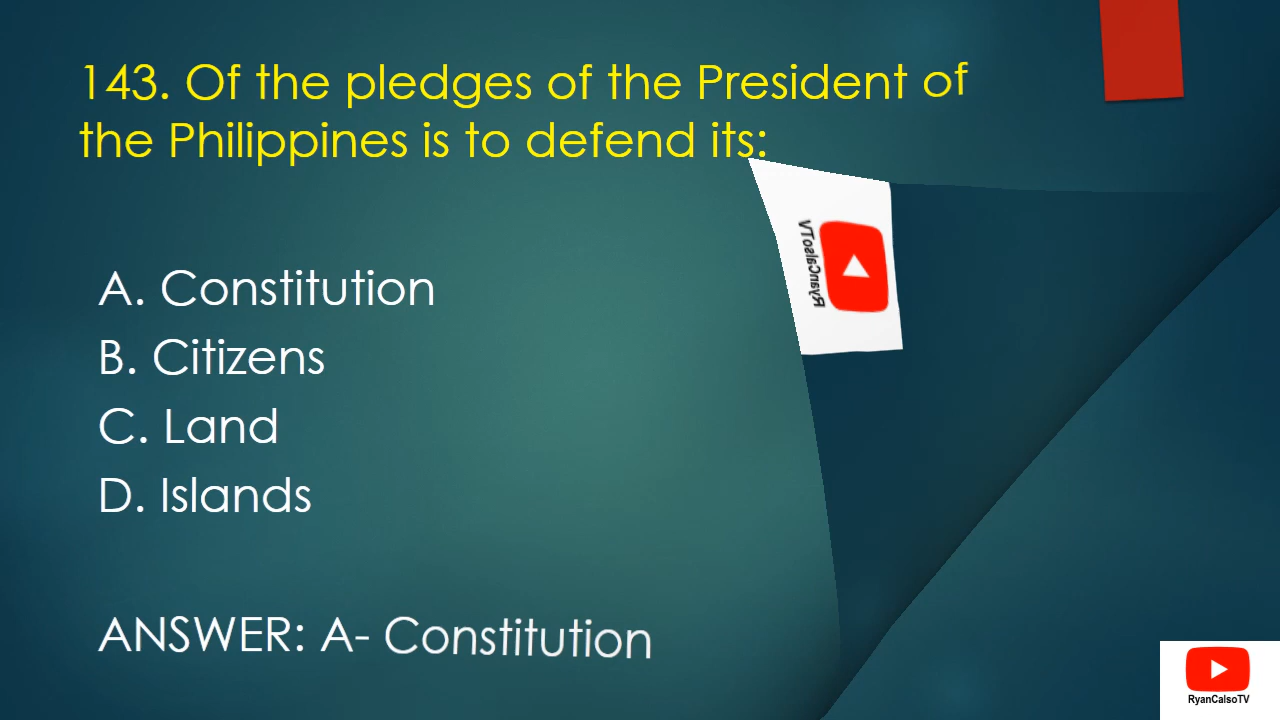 143. Of the pledges of the President of
the Philippines is to defend its:
RyanCalsoTV
A. Constitution
B. Citizens
C. Land
D. Islands
ANSWER: A- Constitution
RyanCalsoTV